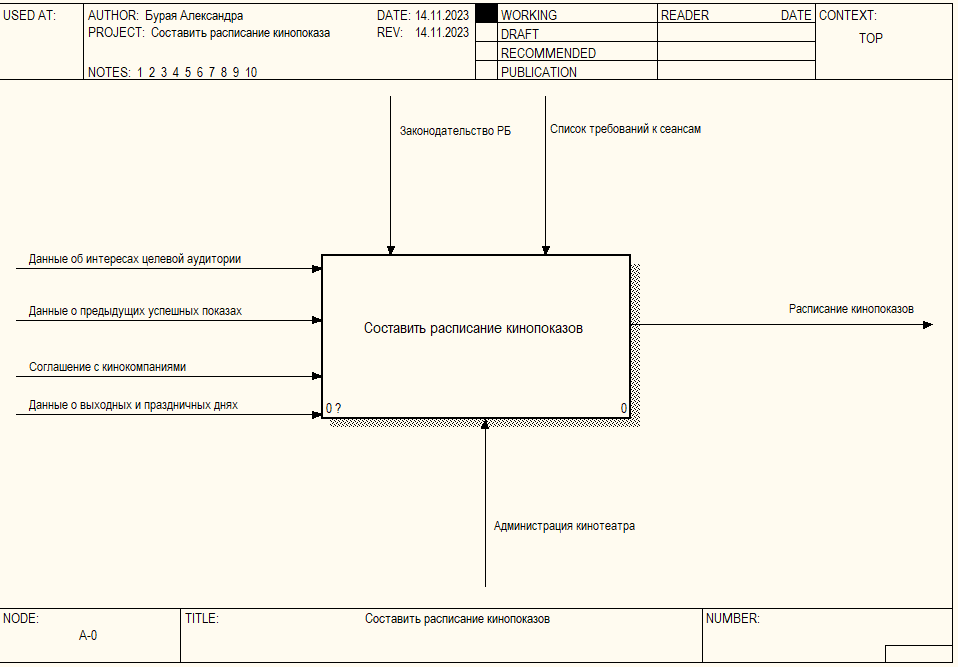 USED AT:
AUTHOR: Бурая Александра
DATE: 14.11.2023
WORKING
READER
DATE
CONTEXT:
PROJECT: Составить расписание кинопоказа
REV: 14.11.2023
DRAFT
TOP
RECOMMENDED
NOTES: 1 2 3 4 5 6 7 8 9 10
PUBLICATION
Законодательство РБ
Список требований к сеансам
Данные об интересах целевой аудитории
Данные о предыдущих успешных показах
Расписание кинопоказов
Составить расписание кинопоказов
Соглашение с кинокомпаниями
Данные о выходных и праздничных днях
0 ?
0
Администрация кинотеатра
NODE:
TITLE:
Составить расписание кинопоказов
NUMBER:
A-0